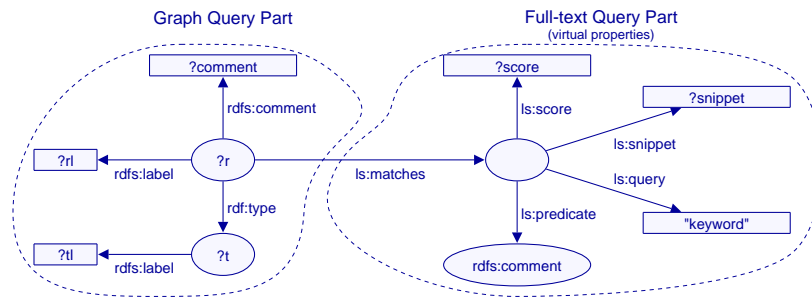 Graph Query Part
Full-text Query Part
(virtual properties)
?comment
?score
?snippet
rdfs:comment
ls:score
ls:snippet
?rl
?r
rdfs:label
ls:matches
ls:query
rdf:type
ls:predicate
"keyword"
?tl
?t
rdfs:label
rdfs:comment